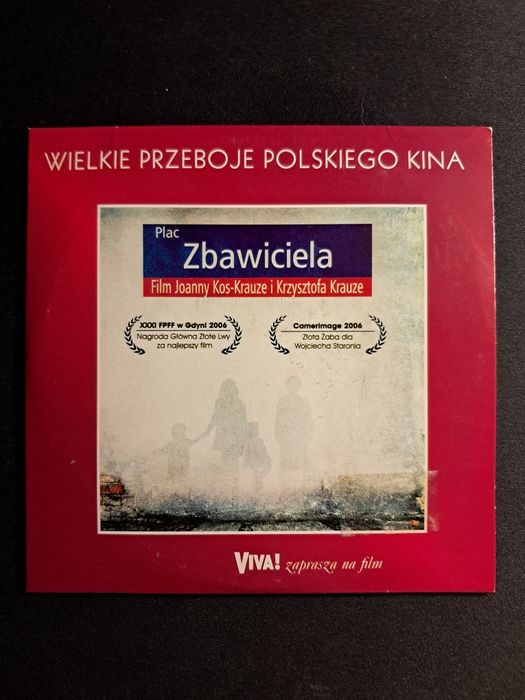 WIELKIE PRZEBOJE POLSKIEGO KINA
Plac
Zbawiciela
Film Joanny Kos-Krauze i Krzysztofa Krauze
XXXI FPFF w Gdyni 2006
Nagroda Główna Złote Lwy
za najlepszy film
Camerimage 2006
Złota Żaba dla
Wojciecha Staronia
VIVA! zaprasza na film